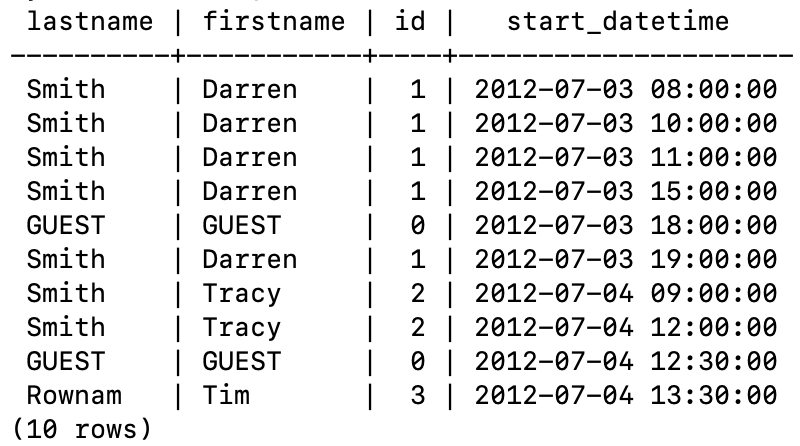 lastname | firstname | id |   start_datetime
----------+-----------+----+---------------------
 Smith    | Darren    |  1 | 2012-07-03 08:00:00
 Smith    | Darren    |  1 | 2012-07-03 10:00:00
 Smith    | Darren    |  1 | 2012-07-03 11:00:00
 Smith    | Darren    |  1 | 2012-07-03 15:00:00
 GUEST    | GUEST     |  0 | 2012-07-03 18:00:00
 Smith    | Darren    |  1 | 2012-07-03 19:00:00
 Smith    | Tracy     |  2 | 2012-07-04 09:00:00
 Smith    | Tracy     |  2 | 2012-07-04 12:00:00
 GUEST    | GUEST     |  0 | 2012-07-04 12:30:00
 Rownam   | Tim       |  3 | 2012-07-04 13:30:00
(10 rows)